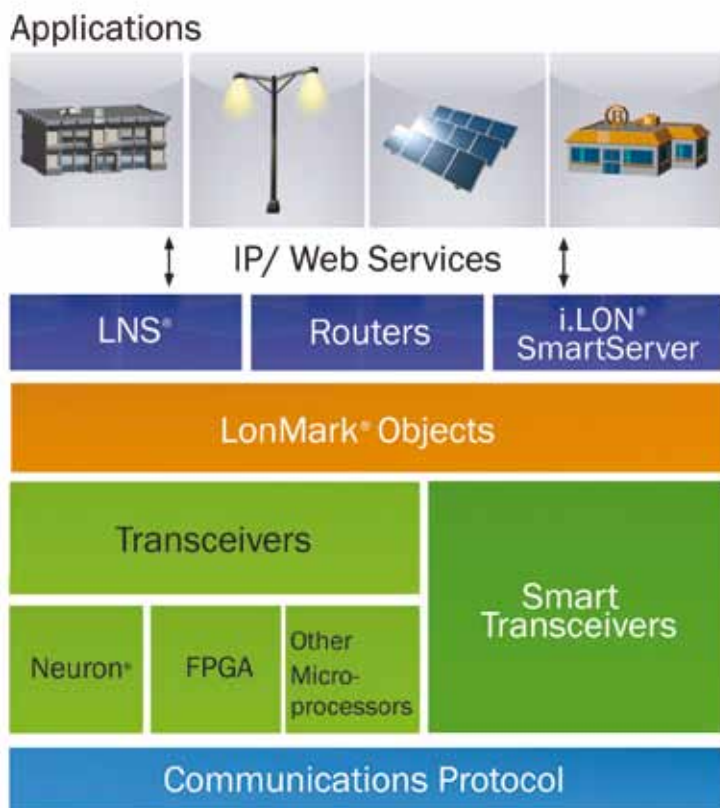 Applications
IP/ Web Services
LNS®
Routers
i.LON®
SmartServer
LonMark® Objects
Transceivers
Smart
Transceivers
Neuron®
FPGA
Other
Micro-
processors
Communications Protocol